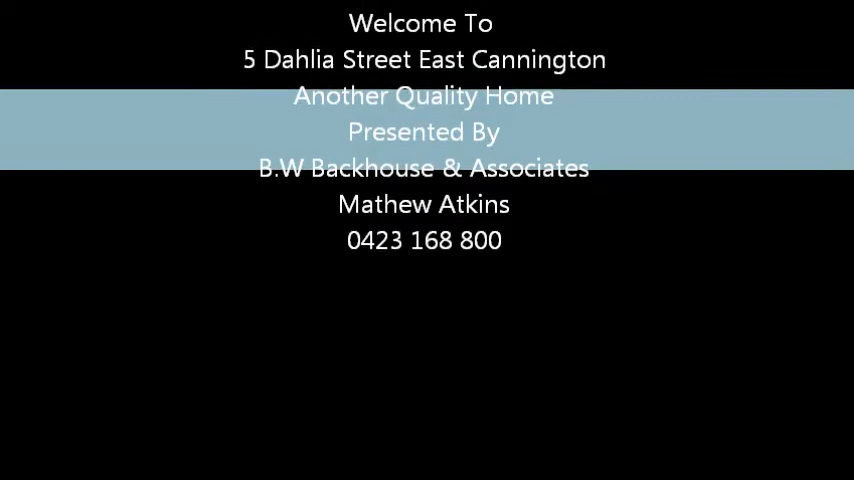 Welcome To
5 Dahlia Street East Cannington
Another Quality Home
Presented By
B.W Backhouse & Associates
Mathew Atkins
0423 168 800